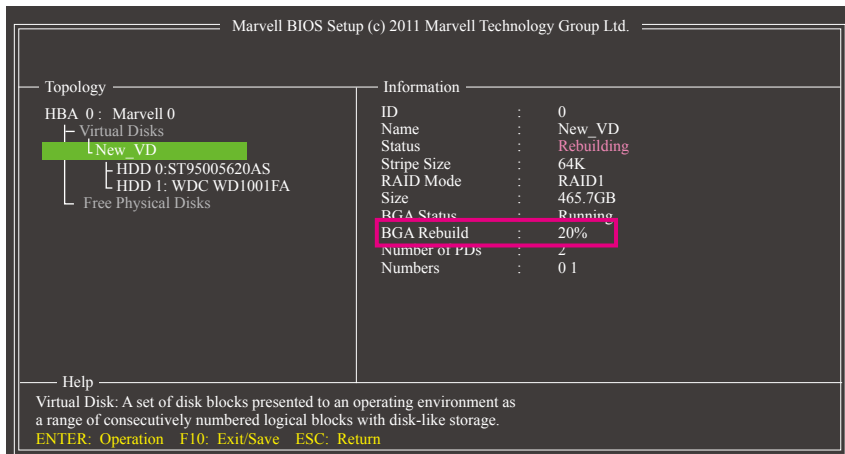 Marvell BIOS Setup (c) 2011 Marvell Technology Group Ltd.
Topology
HBA 0 : Marvell 0
Virtual Disks
New_VD
HDD 0:ST95005620AS
HDD 1: WDC WD1001FA
Free Physical Disks
Information
ID : 0
Name : New_VD
Status : Rebuilding
Stripe Size : 64K
RAID Mode : RAID1
Size : 465.7GB
BGA Status : Running
BGA Rebuild : 20%
Number of PDs : 2
Numbers : 0 1
Help
Virtual Disk: A set of disk blocks presented to an operating environment as
a range of consecutively numbered logical blocks with disk-like storage.
ENTER: Operation F10: Exit/Save ESC: Return